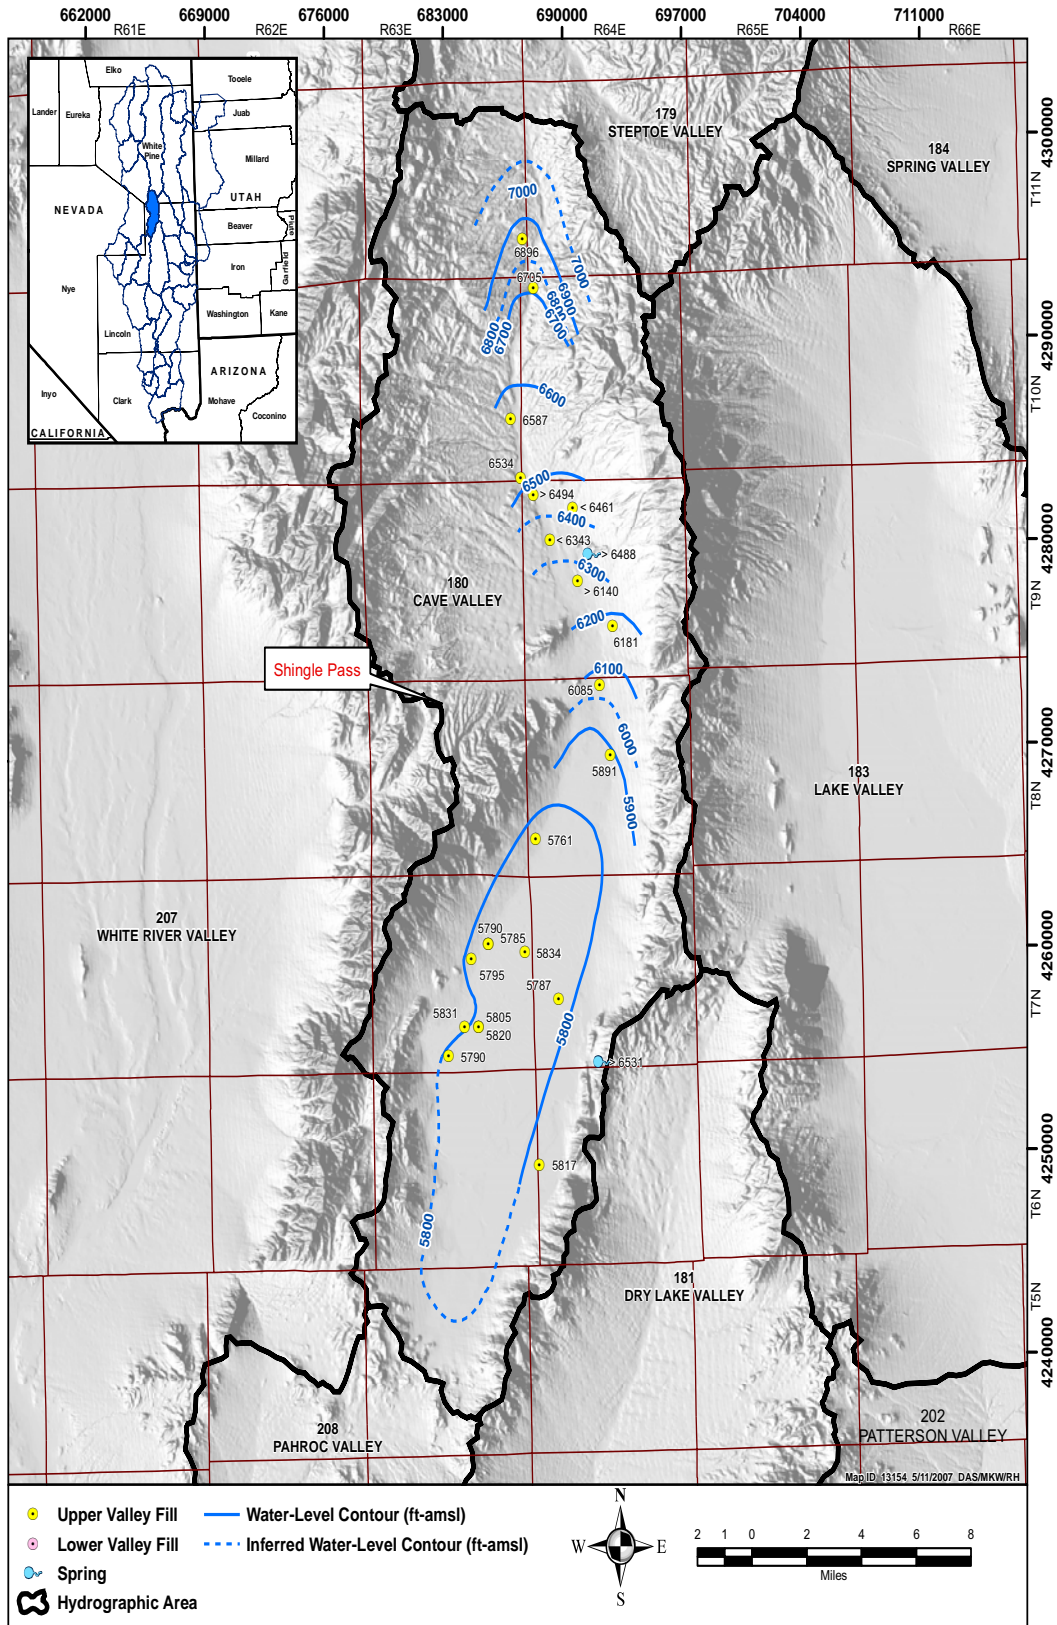 662000 669000 676000 683000 690000 697000 704000 711000
R61E R62E R63E R64E R65E R66E
4300000
4290000
4280000
4270000
4260000
4250000
4240000
T11N
T10N
T9N
T8N
T7N
T6N
T5N
Elko
Tooele
Lander
Eureka
Juab
White
Pine
Millard
NEVADA
UTAH
Beaver
Piute
Iron
Garfield
Nye
Washington
Kane
Lincoln
ARIZONA
Inyo
Clark
Mohave
Coconino
CALIFORNIA
179
STEPTOE VALLEY
184
SPRING VALLEY
7000
7000
6896
6705
6900
6800
6700
6800
6700
6600
6587
6534
6500
> 6494
< 6461
6400
< 6343
> 6488
6300
> 6140
180
CAVE VALLEY
6200
6181
Shingle Pass
6100
6085
6000
5891
5900
183
LAKE VALLEY
5761
207
WHITE RIVER VALLEY
5790
5785
5834
5795
5787
5831
5805
5820
5800
5790
> 6531
5817
5800
181
DRY LAKE VALLEY
208
PAHROC VALLEY
202
PATTERSON VALLEY
Map ID 13154 5/11/2007 DAS/MKW/RH
Upper Valley Fill
Lower Valley Fill
Spring
Hydrographic Area
Water-Level Contour (ft-amsl)
Inferred Water-Level Contour (ft-amsl)
N
W E
S
2 1 0 2 4 6 8
Miles